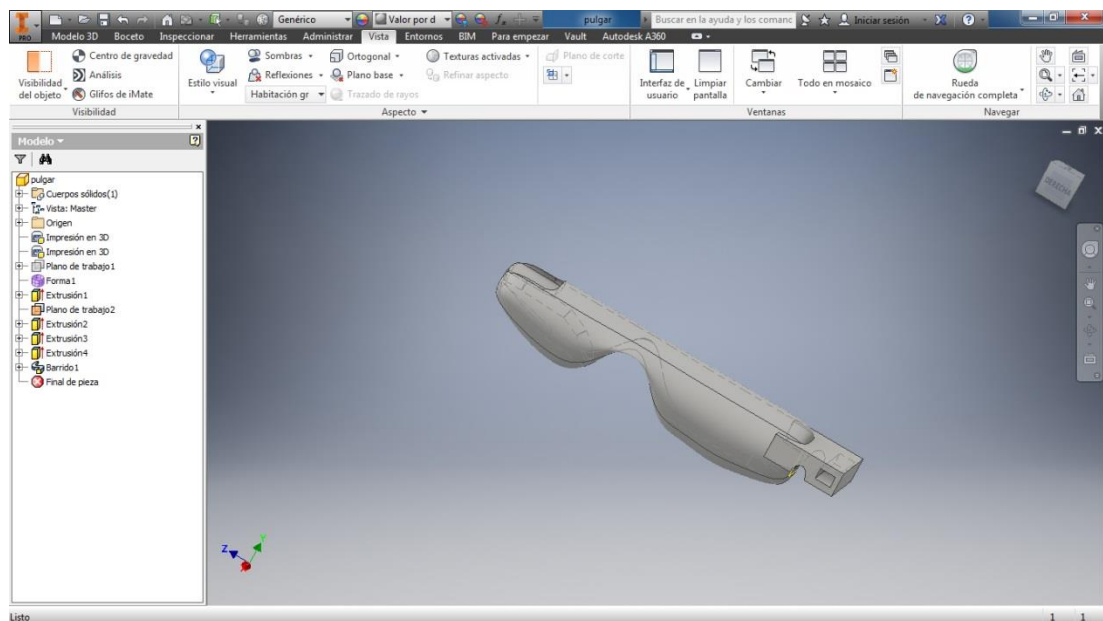 Genérico
Valor por d
pulgar
Buscar en la ayuda y los comanc
Iniciar sesión
PRO
Modelo 3D
Boceto
Inspeccionar
Herramientas
Administrar
Vista
Entornos
BIM
Para empezar
Vault
Autodesk A360
Visibilidad del objeto
Centro de gravedad
Análisis
Glifos de iMate
Visibilidad
Estilo visual
Sombras
Reflexiones
Habitación gr
Ortogonal
Plano base
Trazado de rayos
Texturas activadas
Refinar aspecto
Aspecto
Plano de corte
Interfaz de usuario
Limpiar pantalla
Cambiar
Todo en mosaico
Ventanas
Rueda
de navegación completa
Navegar
Modelo
pulgar
Cuerpos sólidos(1)
Vista: Master
Origen
Impresión en 3D
Impresión en 3D
Plano de trabajo1
Forma1
Extrusión1
Plano de trabajo2
Extrusión2
Extrusión3
Extrusión4
Barrido1
Final de pieza
DERECHA
Z
Y
Listo
1 1